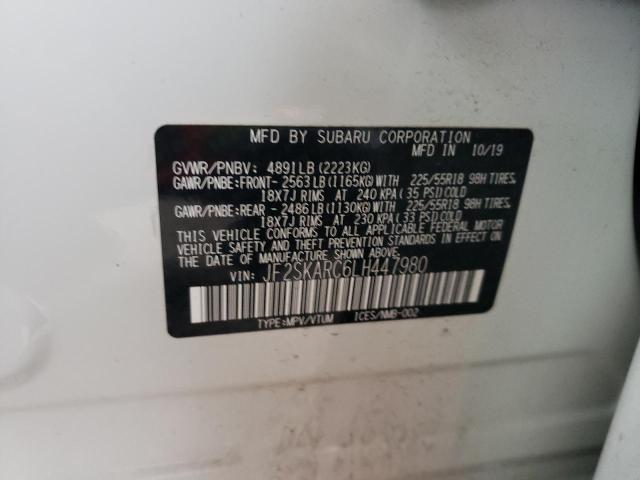 MFD BY SUBARU CORPORATION
10/19
GVWR/PNBV: 4891LB(2223KG)
GAWR/PNBE:FRONT- 2563LB(1165KG)WITH 225/55R18 98H TIRES,
18X7J RIMS AT 240 KPA(35 PSI)COLD
GAWR/PNBE:REAR - 2486LB(1130KG)WITH 225/55R18 98H TIRES,
18X7J RIMS AT 230 KPA(33 PSI)COLD
THIS VEHICLE CONFORMS TO ALL APPLICABLE FEDERAL MOTOR
VEHICLE SAFETY AND THEFT PREVENTION STANDARDS IN EFFECT ON
THE DATE OF MANUFACTURE SHOWN ABOVE.
VIN: JF2SKARC6LH447980
TYPE:MPV/VTUM ICES/NMB-002